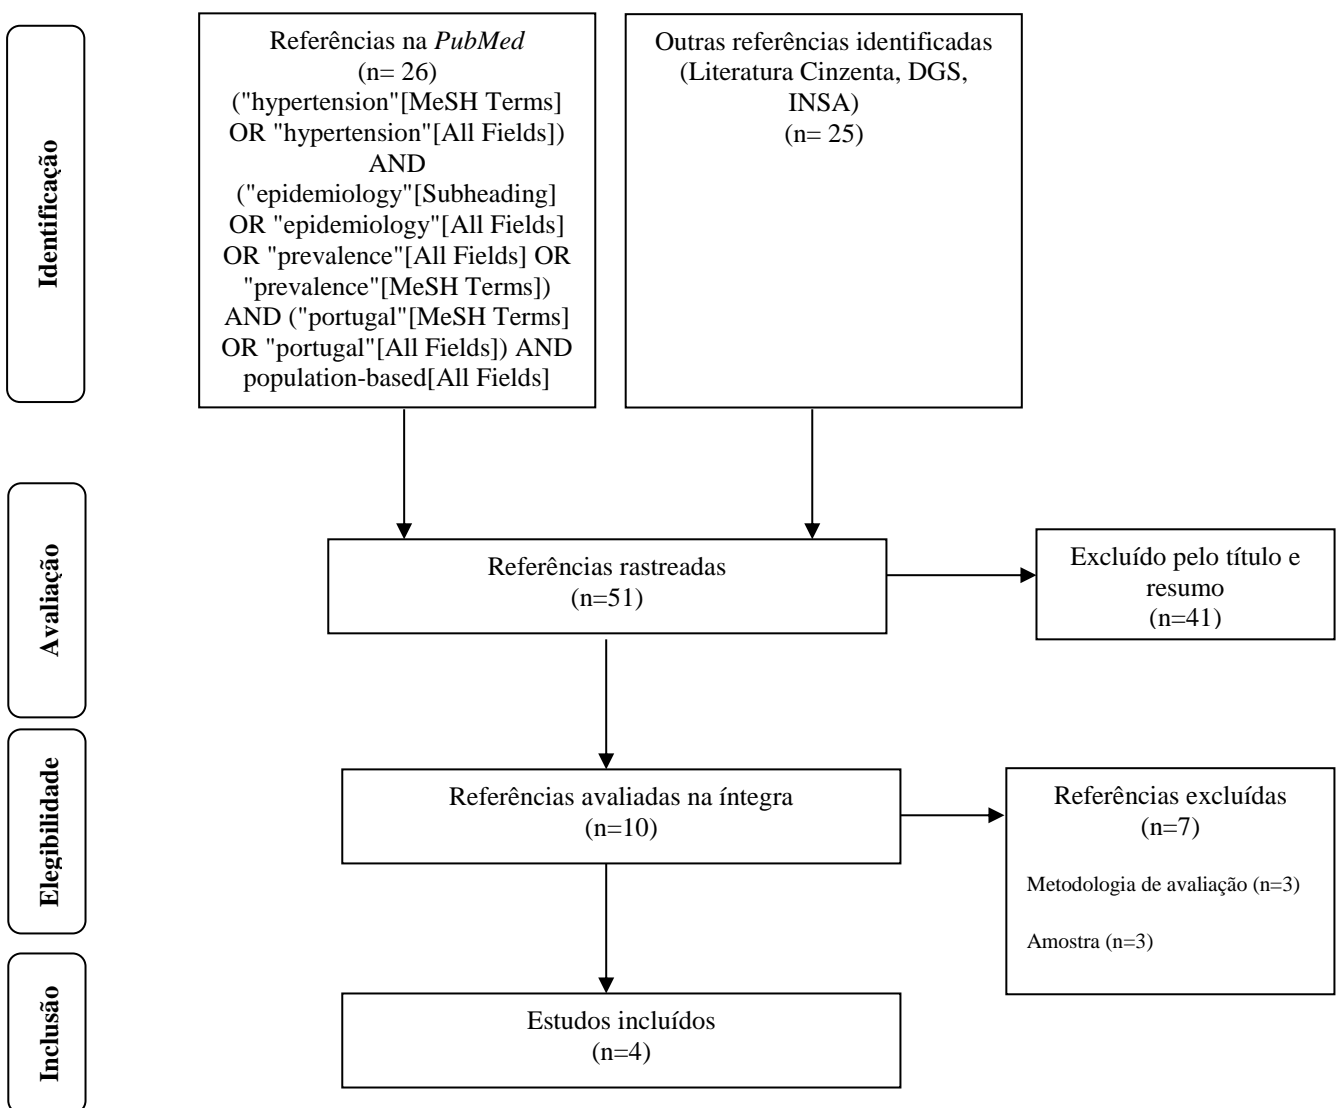 Identificação
Referências na PubMed
(n= 26)
("hypertension"[MeSH Terms]
OR "hypertension"[All Fields])
AND
("epidemiology"[Subheading]
OR "epidemiology"[All Fields]
OR "prevalence"[All Fields] OR
"prevalence"[MeSH Terms])
AND ("portugal"[MeSH Terms]
OR "portugal"[All Fields]) AND
population-based[All Fields]
Outras referências identificadas
(Literatura Cinzenta, DGS,
INSA)
(n= 25)
Avaliação
Referências rastreadas
(n=51)
Excluído pelo título e
resumo
(n=41)
Elegibilidade
Referências avaliadas na íntegra
(n=10)
Referências excluídas
(n=7)
Metodologia de avaliação (n=3)
Amostra (n=3)
Inclusão
Estudos incluídos
(n=4)